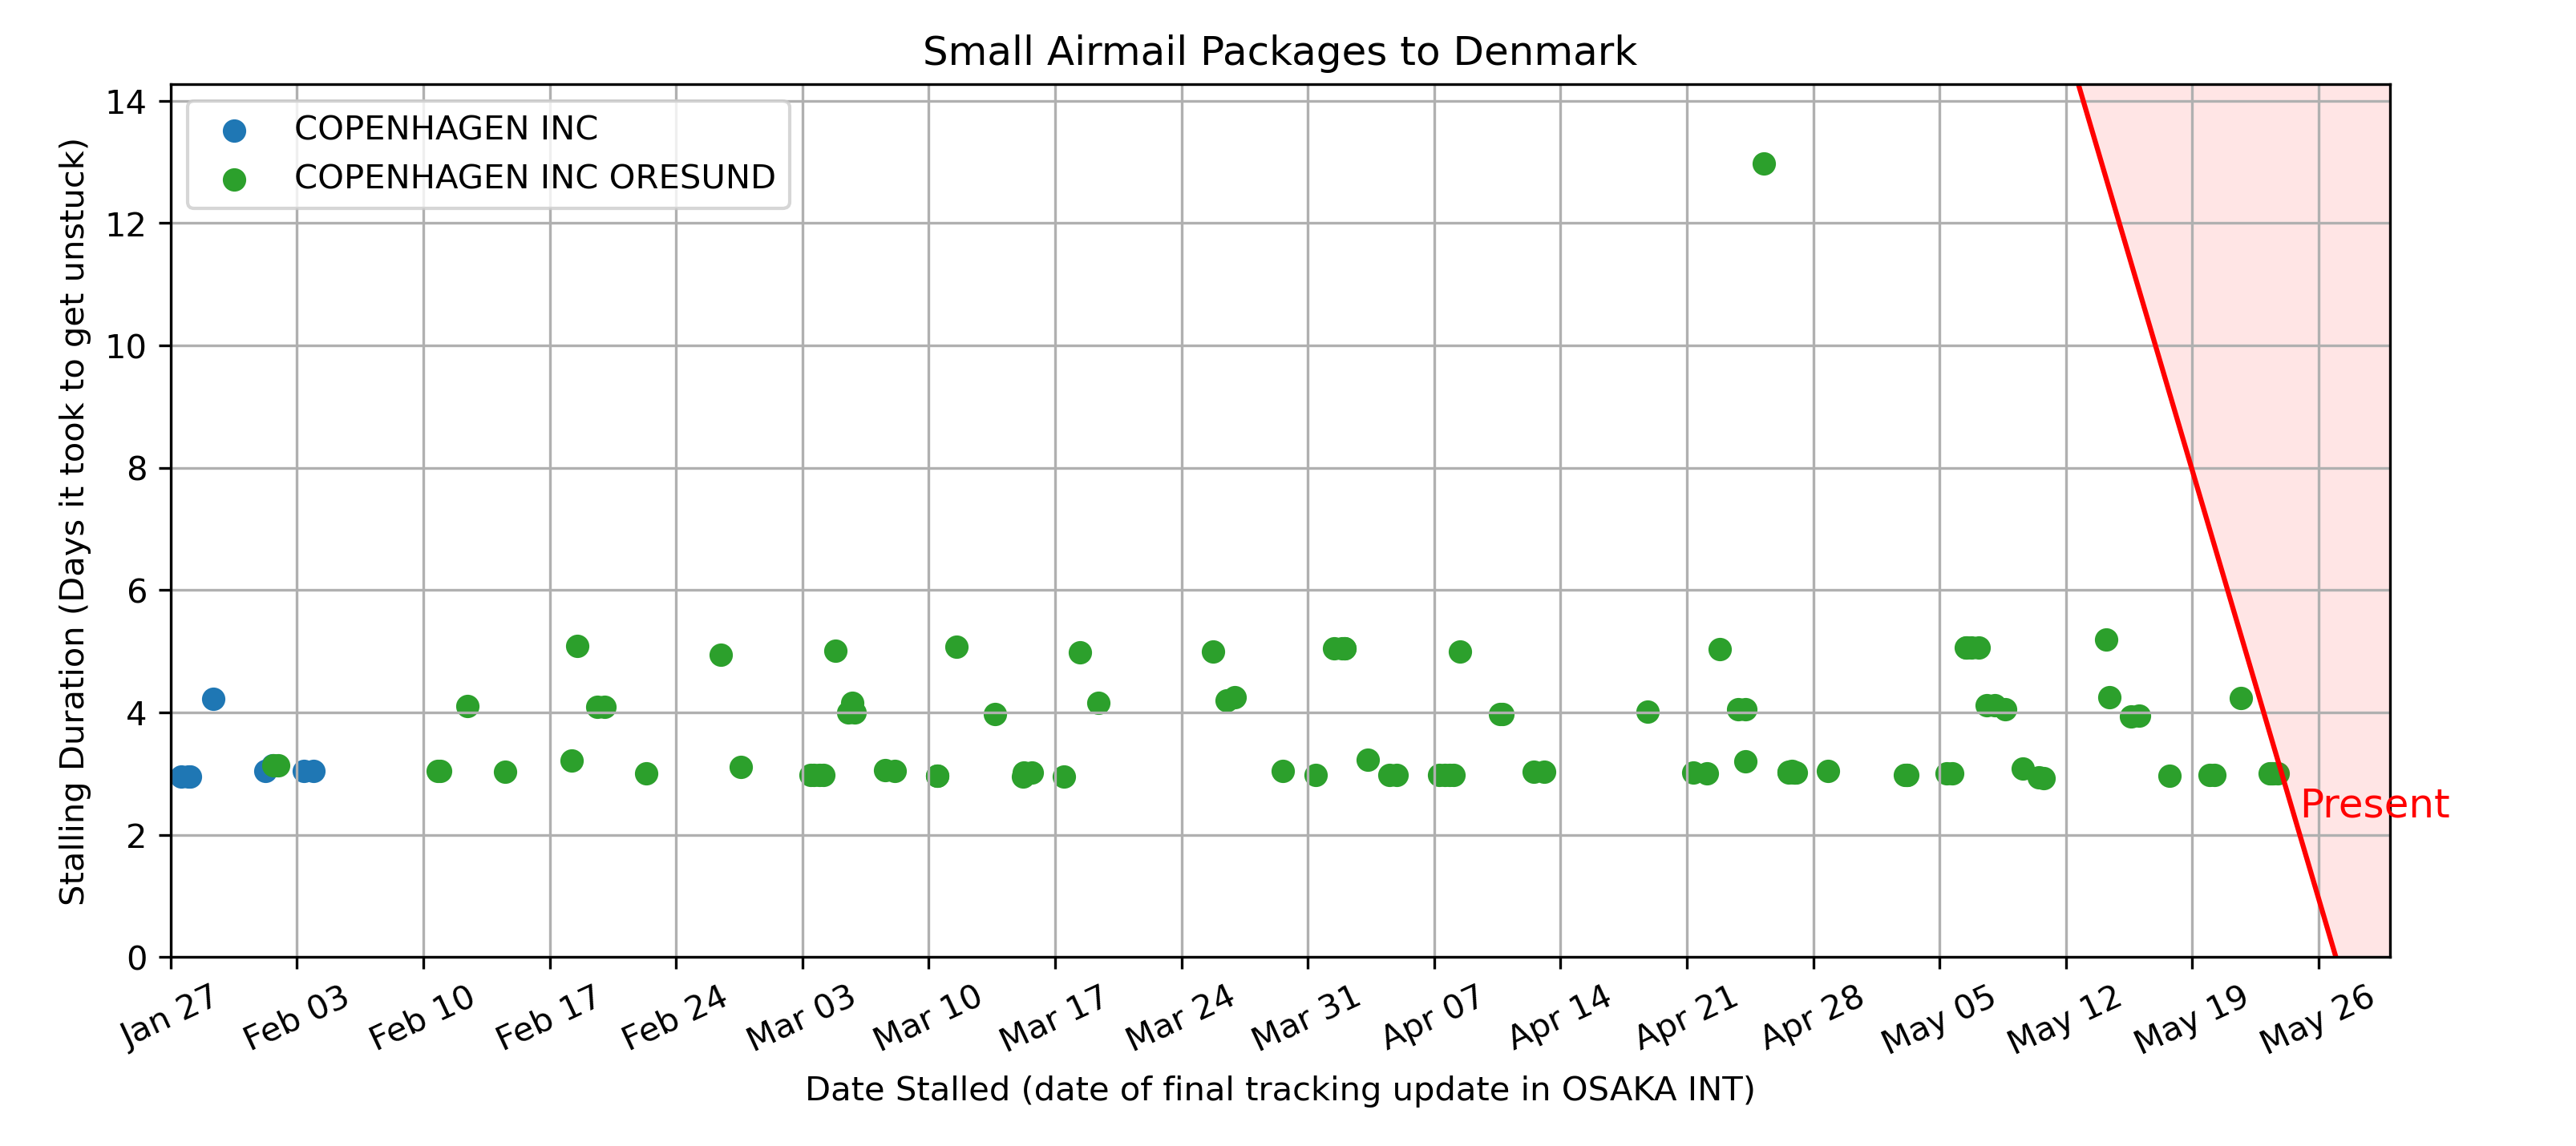 Small Airmail Packages to Denmark
COPENHAGEN INC
COPENHAGEN INC ORESUND
Stalling Duration (Days it took to get unstuck)
14
12
10
8
6
4
2
0
Present
Jan 27
Feb 03
Feb 10
Feb 17
Feb 24
Mar 03
Mar 10
Mar 17
Mar 24
Mar 31
Apr 07
Apr 14
Apr 21
Apr 28
May 05
May 12
May 19
May 26
Date Stalled (date of final tracking update in OSAKA INT)